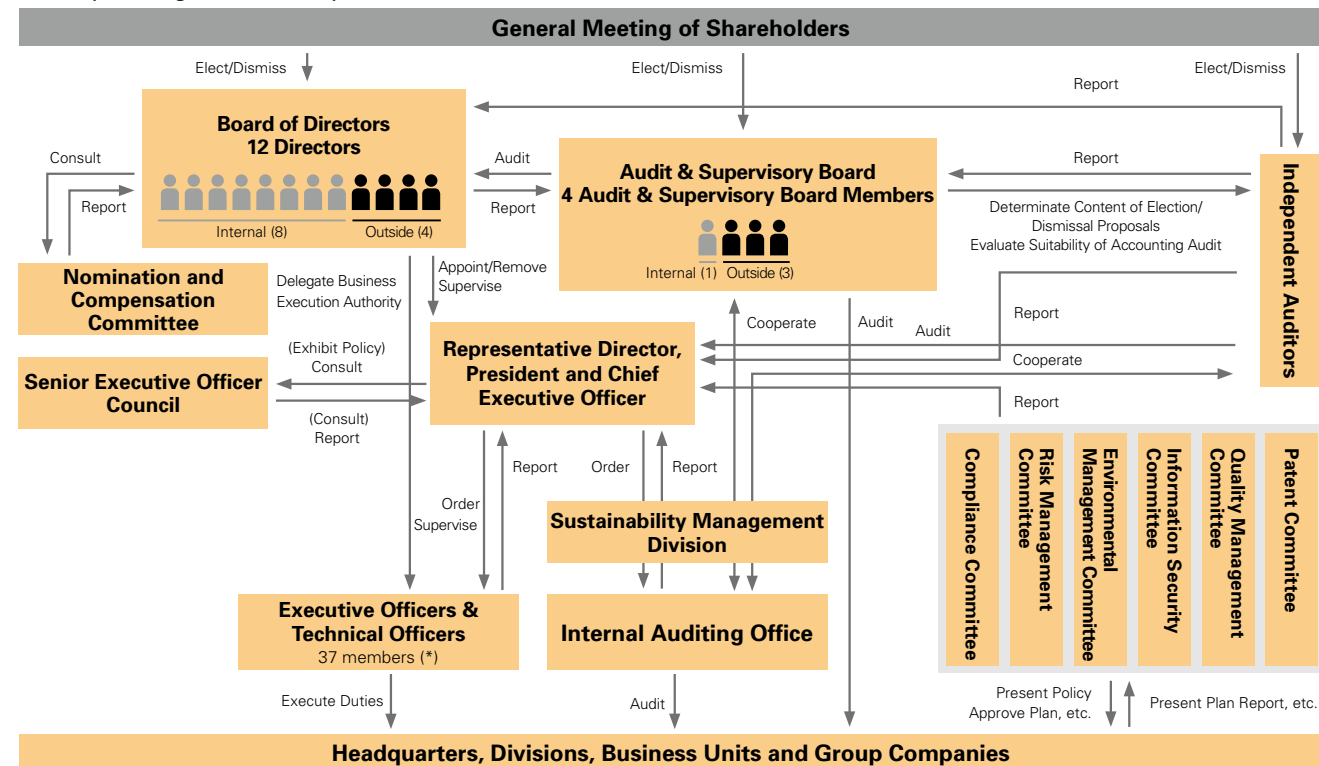 General Meeting of Shareholders
Elect/Dismiss
Elect/Dismiss
Elect/Dismiss
Report
Board of Directors
12 Directors
Internal (8)
Outside (4)
Consult
Report
Audit
Report
Audit & Supervisory Board
4 Audit & Supervisory Board Members
Internal (1)
Outside (3)
Report
Determinate Content of Election/
Dismissal Proposals
Evaluate Suitability of Accounting Audit
Independent Auditors
Nomination and
Compensation
Committee
Delegate Business
Execution Authority
Appoint/Remove
Supervise
Cooperate
Audit
Audit
Report
Cooperate
Report
(Exhibit Policy)
Consult
Senior Executive Officer
Council
(Consult)
Report
Representative Director,
President and Chief
Executive Officer
Report
Order
Report
Order
Supervise
Sustainability Management
Division
Compliance Committee
Risk Management
Committee
Environmental
Management Committee
Information Security
Committee
Quality Management
Committee
Patent Committee
Executive Officers &
Technical Officers
37 members (*)
Internal Auditing Office
Execute Duties
Audit
Present Policy
Approve Plan, etc.
Present Plan Report, etc.
Headquarters, Divisions, Business Units and Group Companies